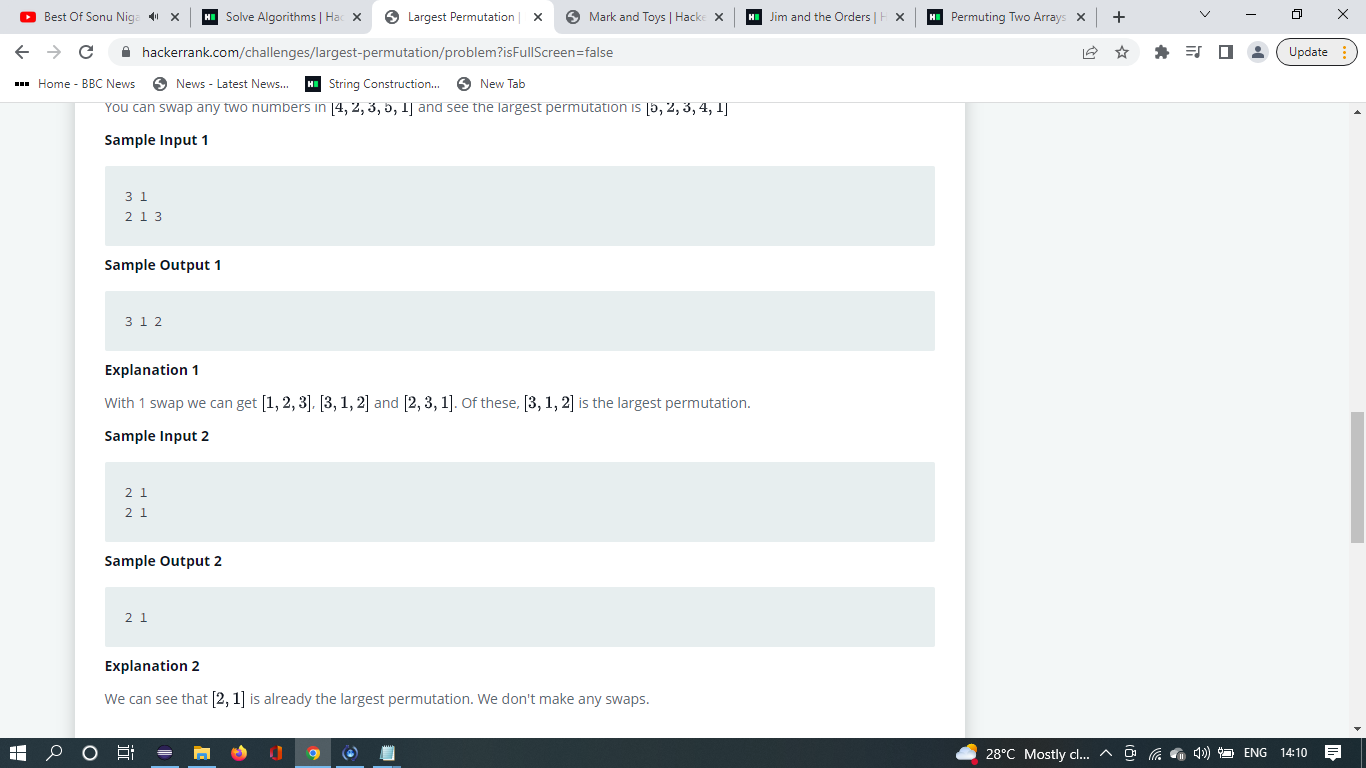 Best Of Sonu Niga
Solve Algorithms | Ha
Largest Permutation |
Mark and Toys | Hacke
Jim and the Orders | H
Permuting Two Arrays
hackerrank.com/challenges/largest-permutation/problem?isFullScreen=false
Update
Home - BBC News
News - Latest News...
String Construction...
New Tab
You can swap any two numbers in [4, 2, 3, 5, 1] and see the largest permutation is [5, 2, 3, 4, 1]
Sample Input 1
3 1
2 1 3
Sample Output 1
3 1 2
Explanation 1
With 1 swap we can get [1, 2, 3], [3, 1, 2] and [2, 3, 1]. Of these, [3, 1, 2] is the largest permutation.
Sample Input 2
2 1
2 1
Sample Output 2
2 1
Explanation 2
We can see that [2, 1] is already the largest permutation. We don't make any swaps.
28°C Mostly cl...
ENG
14:10